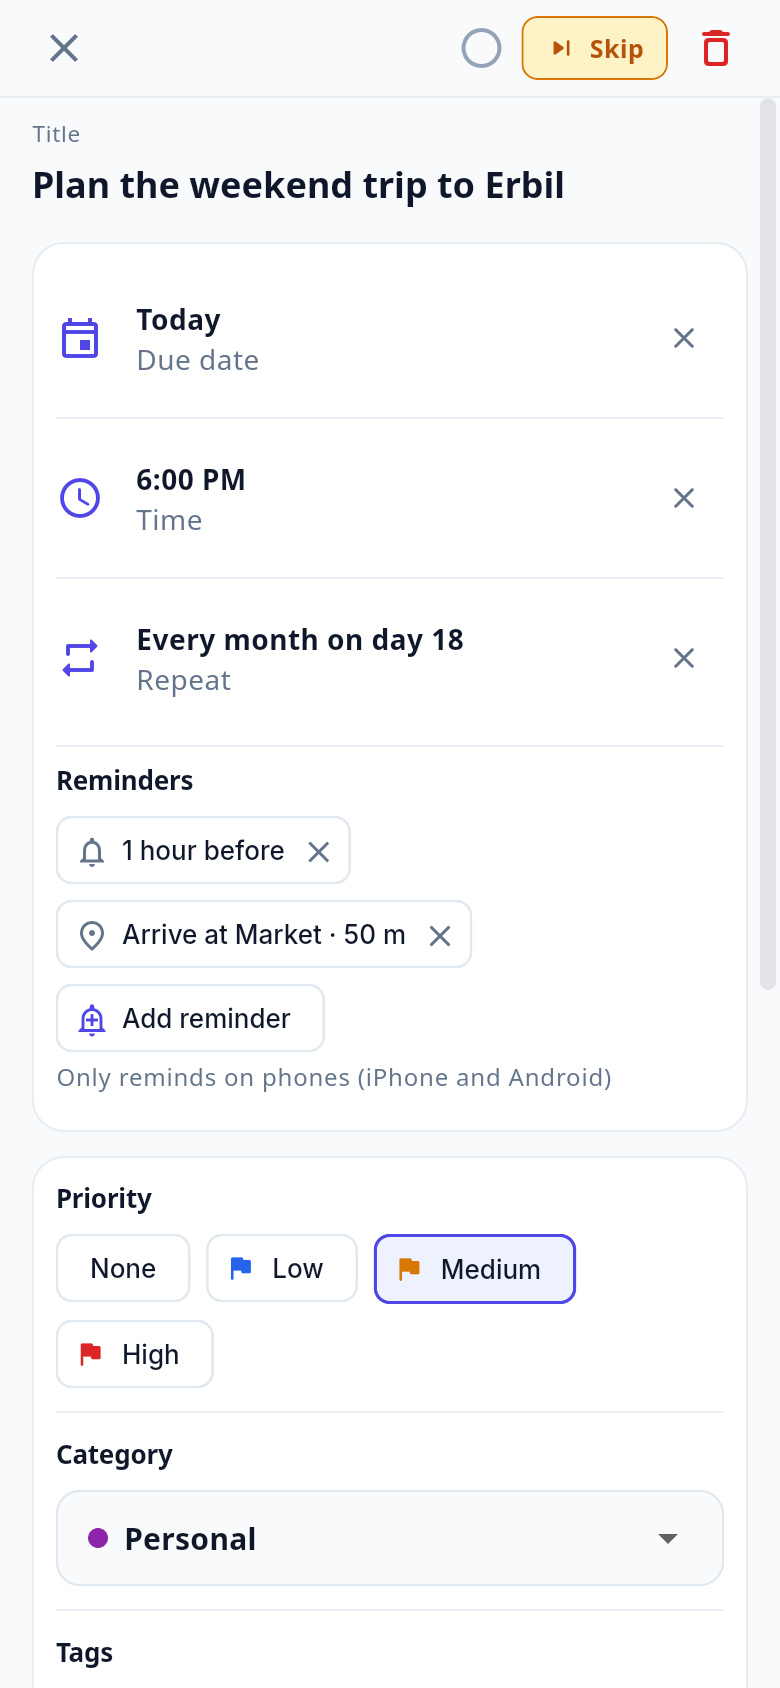 Skip
Title
Plan the weekend trip to Erbil
Today
Due date
6:00 PM
Time
Every month on day 18
Repeat
Reminders
1 hour before
Arrive at Market · 50 m
Add reminder
Only reminds on phones (iPhone and Android)
Priority
None
Low
Medium
High
Category
Personal
Tags